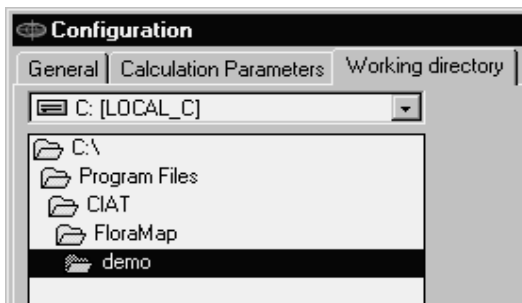 Configuration
General Calculation Parameters Working directory
C: [LOCAL_C]
C:\
Program Files
CIAT
FloraMap
demo